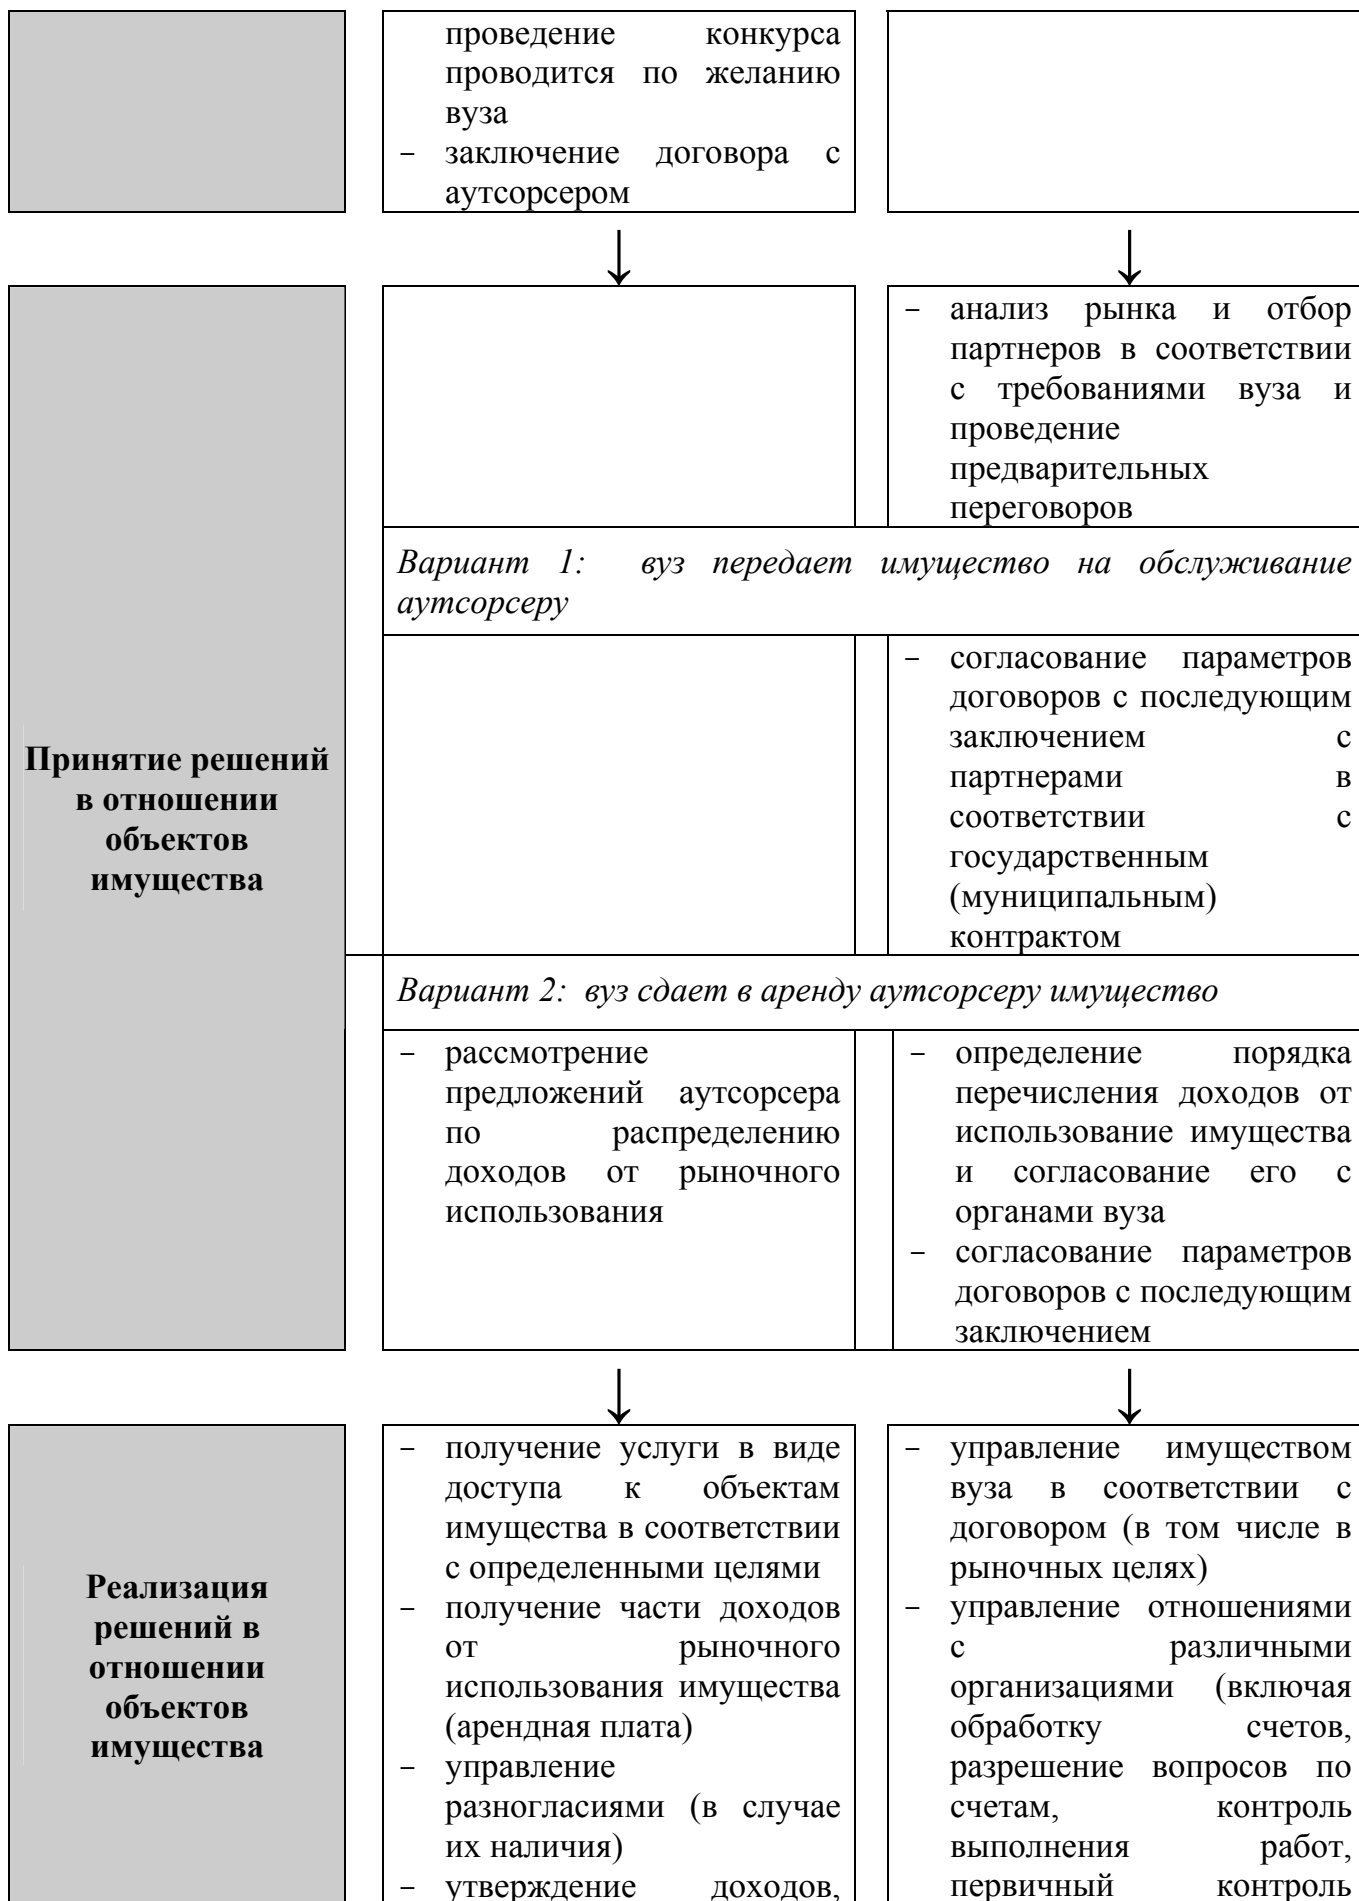 проведение конкурса
проводится по желанию
вуза
– заключение договора с
аутсорсером
↓
↓
Принятие решений
в отношении
объектов
имущества
– анализ рынка и отбор
партнеров в соответствии
с требованиями вуза и
проведение
предварительных
переговоров
Вариант 1: вуз передает имущество на обслуживание
аутсорсеру
– согласование параметров
договоров с последующим
заключением с
партнерами в
соответствии с
государственным
(муниципальным)
контрактом
Вариант 2: вуз сдает в аренду аутсорсеру имущество
– рассмотрение
предложений аутсорсера
по распределению
доходов от рыночного
использования
– определение порядка
перечисления доходов от
использование имущества
и согласование его с
органами вуза
– согласование параметров
договоров с последующим
заключением
↓
↓
Реализация
решений в
отношении
объектов
имущества
– получение услуги в виде
доступа к объектам
имущества в соответствии
с определенными целями
– получение части доходов
от рыночного
использования имущества
(арендная плата)
– управление
разногласиями (в случае
их наличия)
– утверждение доходов,
– управление имуществом
вуза в соответствии с
договором (в том числе в
рыночных целях)
– управление отношениями
с различными
организациями (включая
обработку счетов,
разрешение вопросов по
счетам, контроль
выполнения работ,
первичный контроль